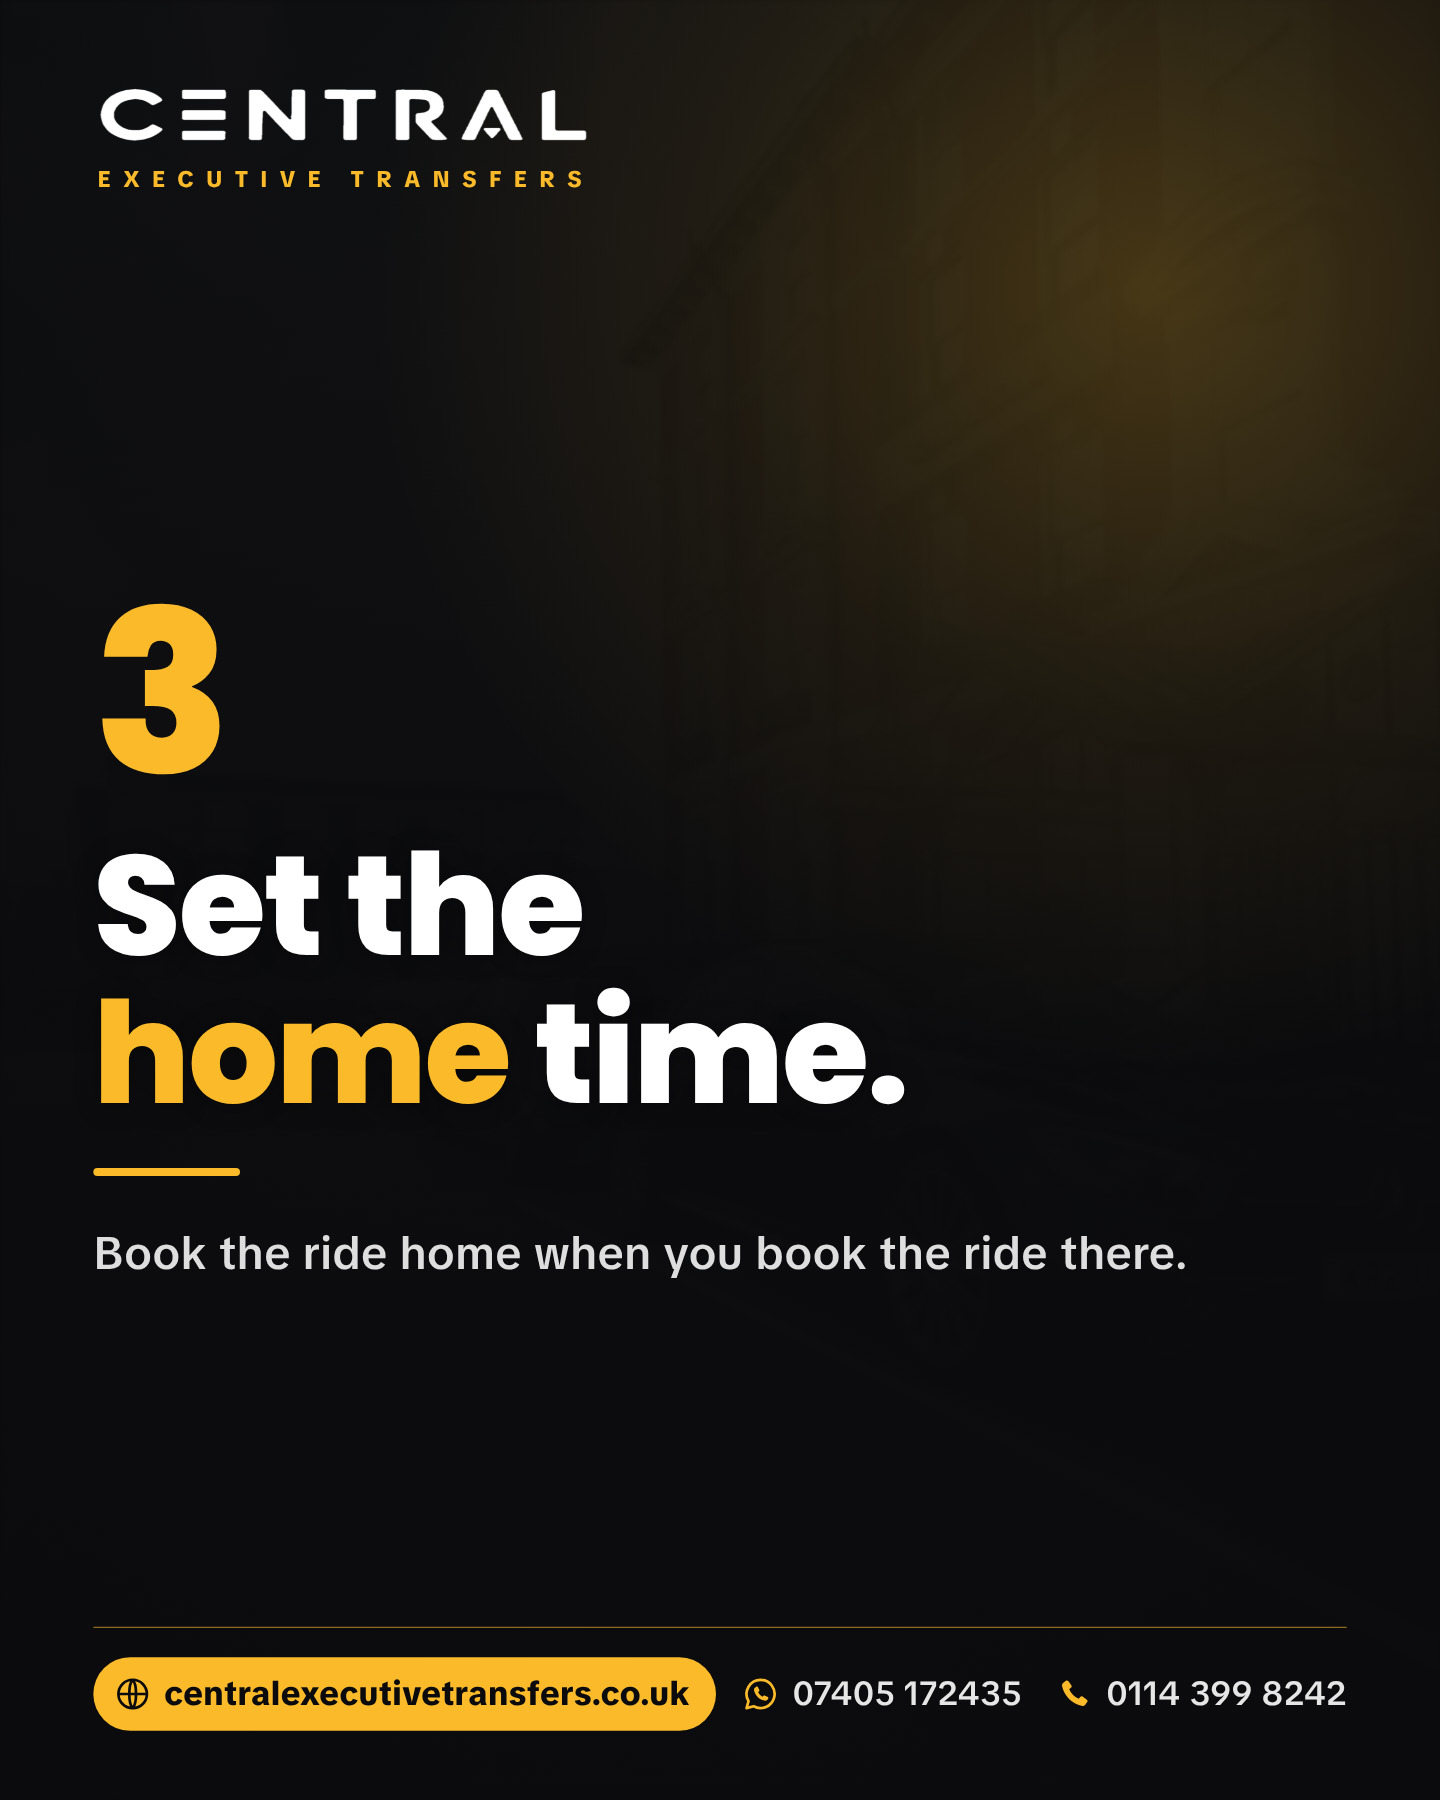 CENTRAL
EXECUTIVE TRANSFERS
3
Set the
home time.
Book the ride home when you book the ride there.
centralexecutivetransfers.co.uk 07405 172435 0114 399 8242